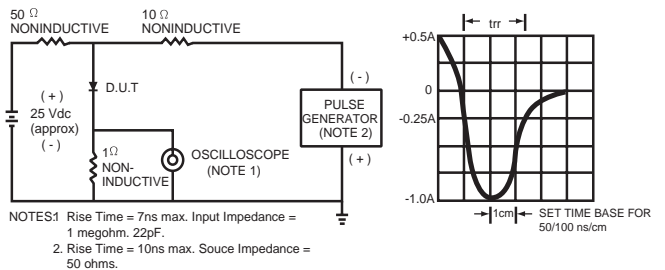 50 Ω
NONINDUCTIVE
10 Ω
NONINDUCTIVE
( + )
25 Vdc
(approx)
( - )
D.U.T
1Ω
NON-
INDUCTIVE
OSCILLOSCOPE
(NOTE 1)
( - )
PULSE
GENERATOR
(NOTE 2)
( + )
NOTES:1 Rise Time = 7ns max. Input Impedance =
1 megohm. 22pF.
2. Rise Time = 10ns max. Souce Impedance =
50 ohms.
trr
+0.5A
0
-0.25A
-1.0A
1cm
SET TIME BASE FOR
50/100 ns/cm